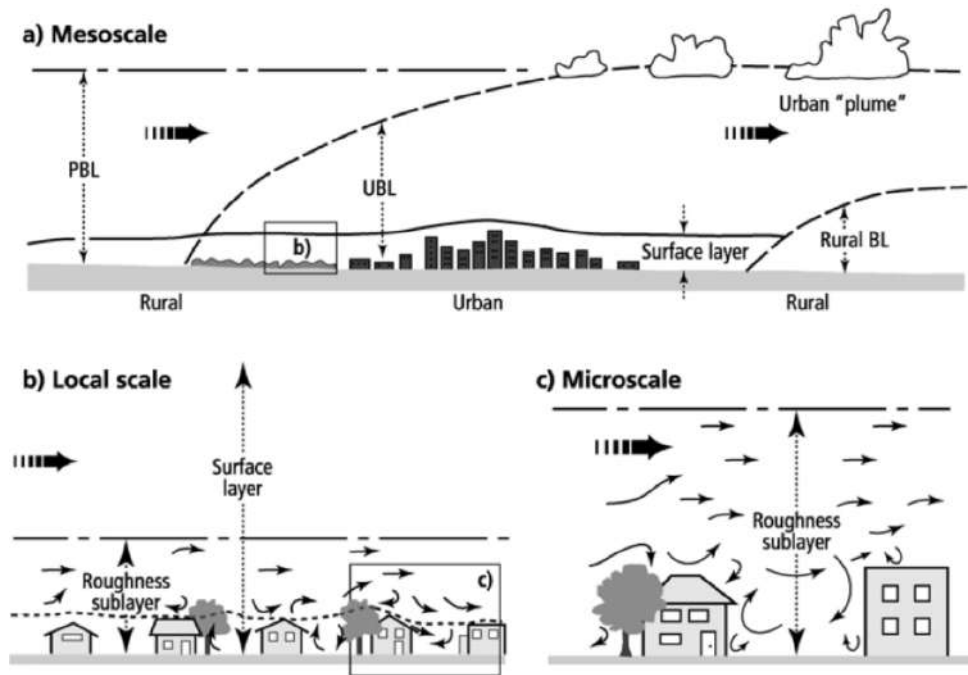 a) Mesoscale
Urban "plume"
PBL
UBL
b)
Surface layer
Rural BL
Rural
Urban
Rural
b) Local scale
Surface
layer
Roughness
sublayer
c)
c) Microscale
Roughness
sublayer